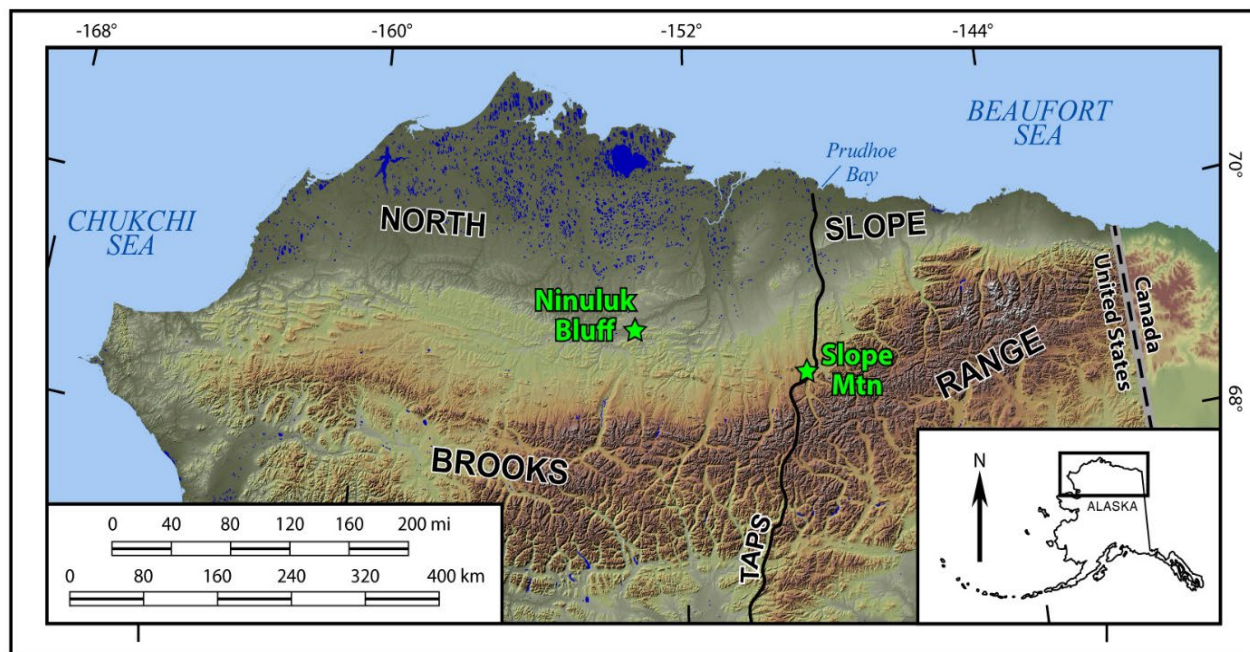 -168°
-160°
-152°
-144°
BEAUFORT
SEA
Prudhoe
Bay
70°
CHUKCHI
SEA
NORTH
SLOPE
Ninuluk
Bluff
Canada
United States
Slope
Mtn
RANGE
68°
BROOKS
TAPS
0 40 80 120 160 200 mi
0 80 160 240 320 400 km
N
ALASKA